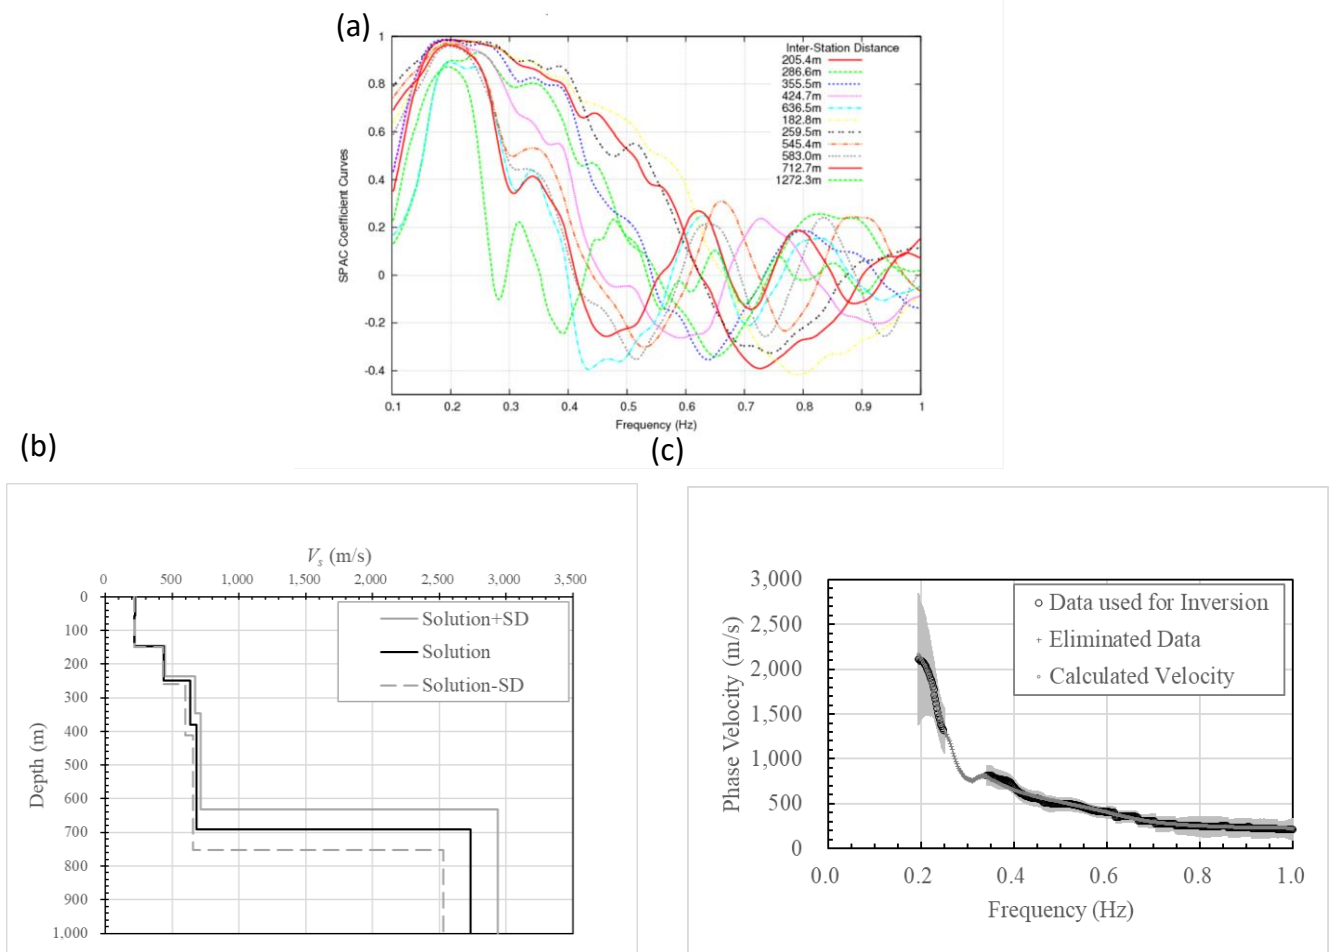 (a)
Inter-Station Distance
205.4m
286.6m
355.5m
424.7m
636.5m
182.8m
259.5m
545.4m
583.0m
712.7m
1272.3m
SPAC Coefficient Curves
1
0.8
0.6
0.4
0.2
0
-0.2
-0.4
0.1 0.2 0.3 0.4 0.5 0.6 0.7 0.8 0.9 1
Frequency (Hz)
(b)
Vs (m/s)
0 500 1,000 1,500 2,000 2,500 3,000 3,500
Depth (m)
0
100
200
300
400
500
600
700
800
900
1,000
Solution+SD
Solution
Solution-SD
(c)
Phase Velocity (m/s)
3,000
2,500
2,000
1,500
1,000
500
0
Data used for Inversion
Eliminated Data
Calculated Velocity
0.0 0.2 0.4 0.6 0.8 1.0
Frequency (Hz)